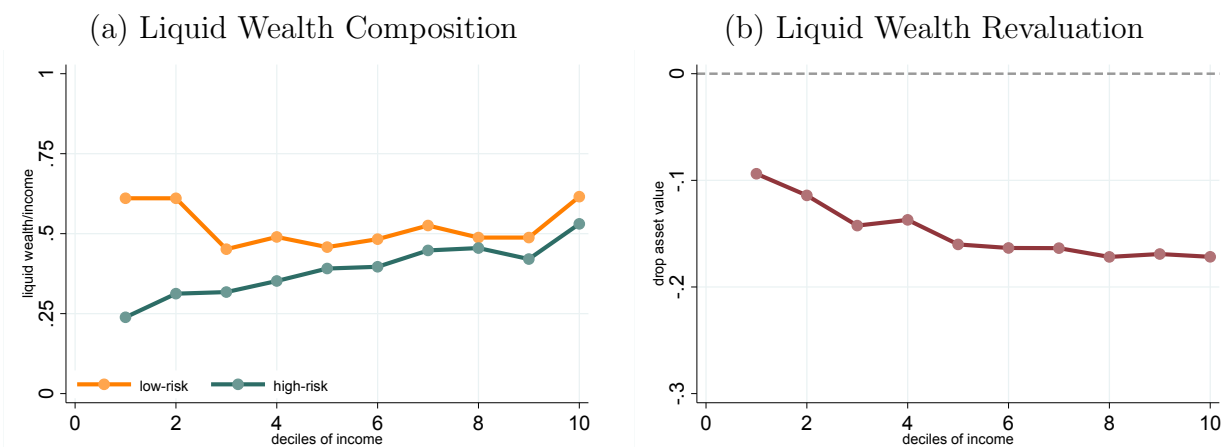 (a) Liquid Wealth Composition
liquid wealth/income
1
.75
.5
.25
0
low-risk
high-risk
0 2 4 6 8 10
deciles of income
(b) Liquid Wealth Revaluation
drop asset value
0
-.1
-.2
-.3
0 2 4 6 8 10
deciles of income